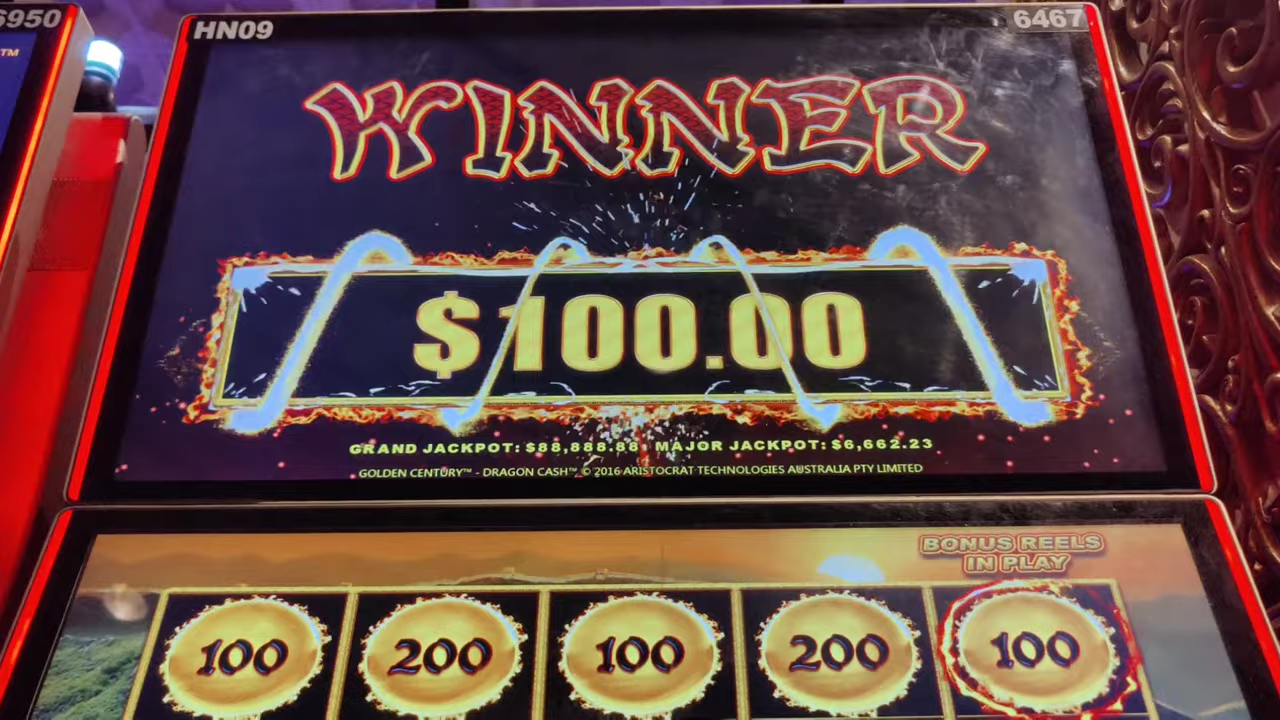 6950
HN09
6467
TM
WINNER
$100.00
GRAND JACKPOT: $88,888.88 MAJOR JACKPOT: $6,662.23
GOLDEN CENTURY™ - DRAGON CASH™ © 2016 ARISTOCRAT TECHNOLOGIES AUSTRALIA PTY LIMITED
BONUS REELS
IN PLAY
100 200 100 200 100